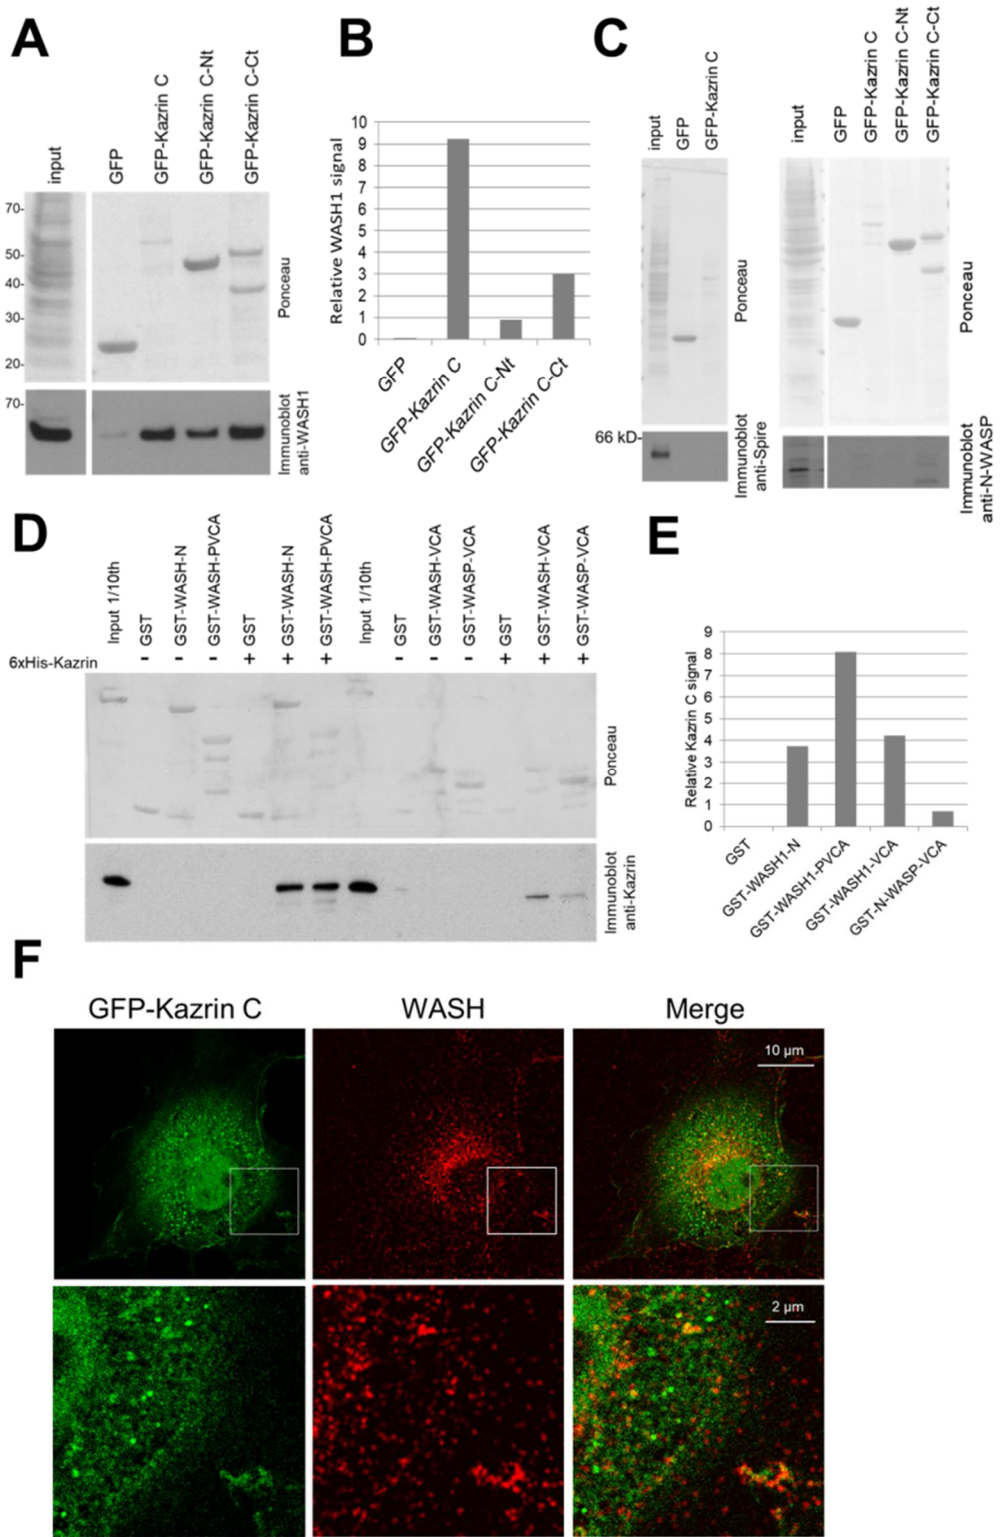 A
input
GFP
GFP-Kazrin C
GFP-Kazrin C-Nt
GFP-Kazrin C-Ct
70-
50-
40-
30-
20-
Ponceau
70-
Immunoblot
anti-WASH1
B
Relative WASH1 signal
10
9
8
7
6
5
4
3
2
1
0
GFP
GFP-Kazrin C
GFP-Kazrin C-Nt
GFP-Kazrin C-Ct
C
input
GFP
GFP-Kazrin C
Ponceau
66 kD-
Immunoblot
anti-Spire
input
GFP
GFP-Kazrin C
GFP-Kazrin C-Nt
GFP-Kazrin C-Ct
Ponceau
Immunoblot
anti-N-WASP
D
Input 1/10th
GST
GST-WASH-N
GST-WASH-PVCA
GST
GST-WASH-N
GST-WASH-PVCA
Input 1/10th
GST
GST-WASH-VCA
GST-WASP-VCA
GST
GST-WASH-VCA
GST-WASP-VCA
6xHis-Kazrin - - - + + + - - - + + +
Ponceau
Immunoblot
anti-Kazrin
E
Relative Kazrin C signal
9
8
7
6
5
4
3
2
1
0
GST
GST-WASH1-N
GST-WASH1-PVCA
GST-WASH1-VCA
GST-N-WASP-VCA
F
GFP-Kazrin C WASH Merge
10 µm
2 µm